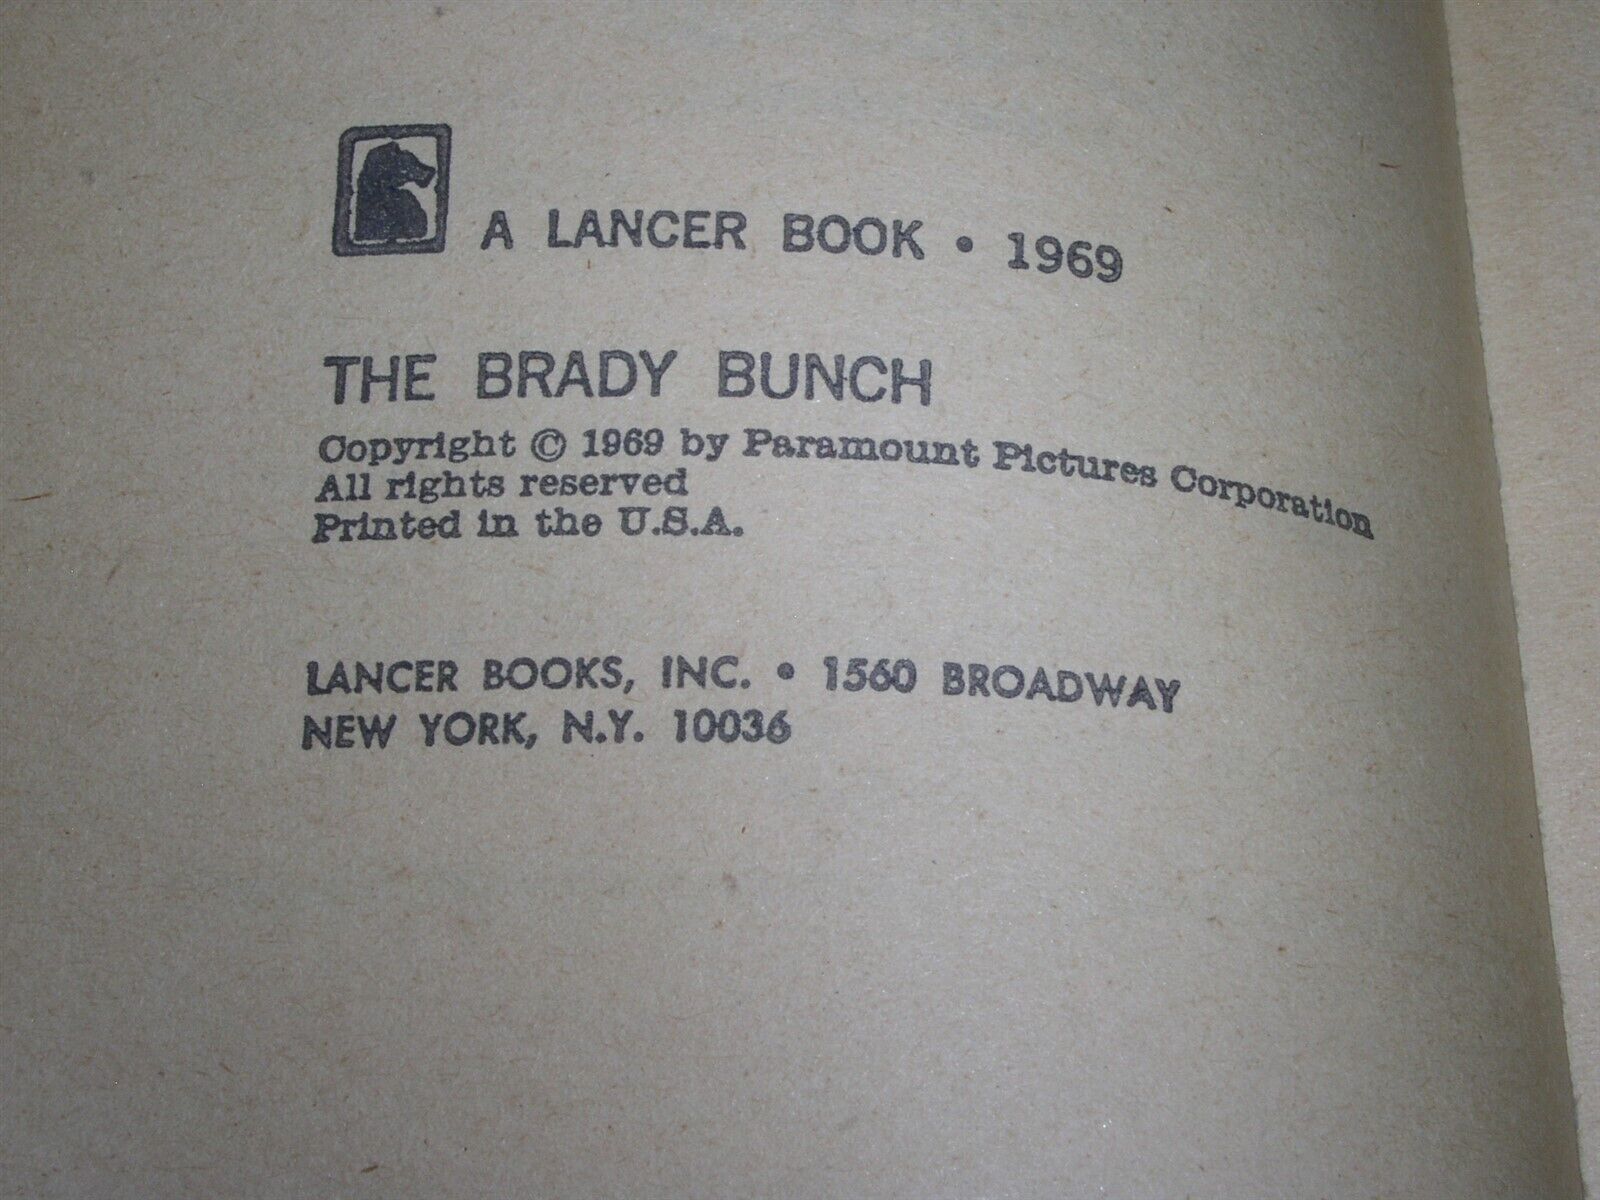 A LANCER BOOK • 1969
THE BRADY BUNCH
Copyright © 1969 by Paramount Pictures Corporation
All rights reserved
Printed in the U.S.A.
LANCER BOOKS, INC. • 1560 BROADWAY
NEW YORK, N.Y. 10036